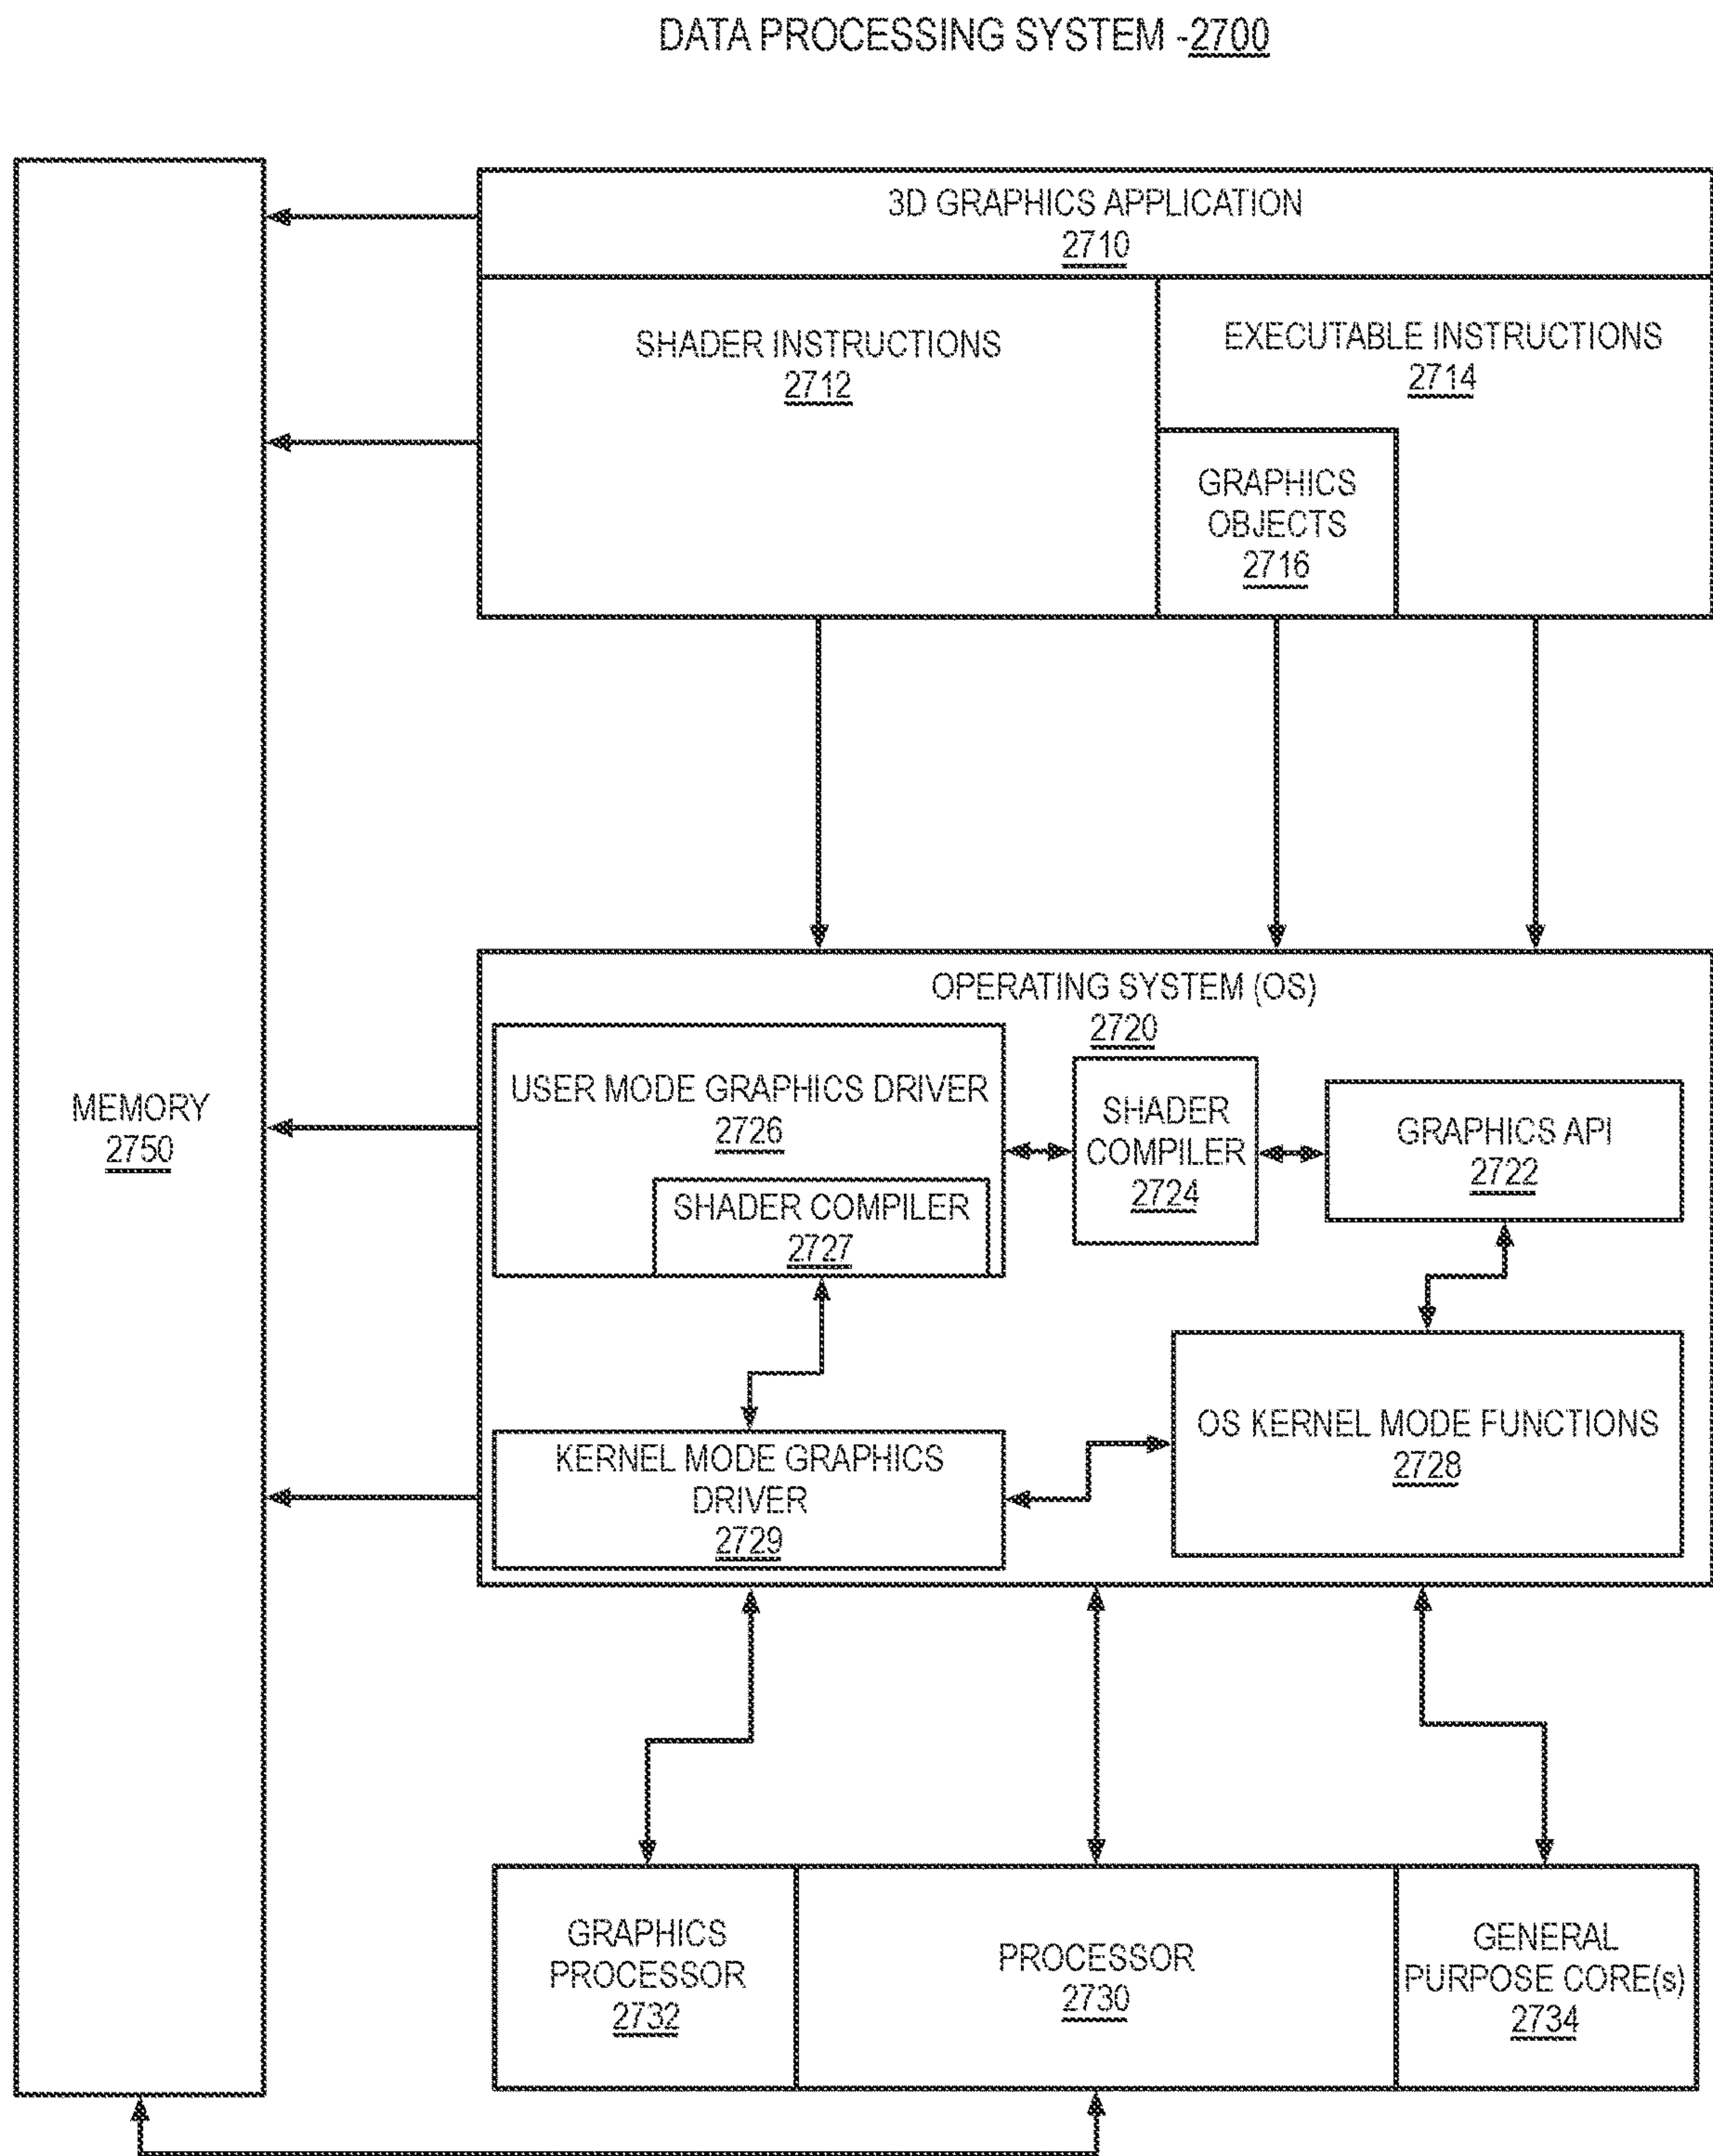 DATA PROCESSING SYSTEM -2700
3D GRAPHICS APPLICATION
2710
SHADER INSTRUCTIONS
2712
EXECUTABLE INSTRUCTIONS
2714
GRAPHICS
OBJECTS
2716
MEMORY
2750
OPERATING SYSTEM (OS)
2720
USER MODE GRAPHICS DRIVER
2726
SHADER COMPILER
2727
SHADER
COMPILER
2724
GRAPHICS API
2722
KERNEL MODE GRAPHICS
DRIVER
2729
OS KERNEL MODE FUNCTIONS
2728
GRAPHICS
PROCESSOR
2732
PROCESSOR
2730
GENERAL
PURPOSE CORE(s)
2734